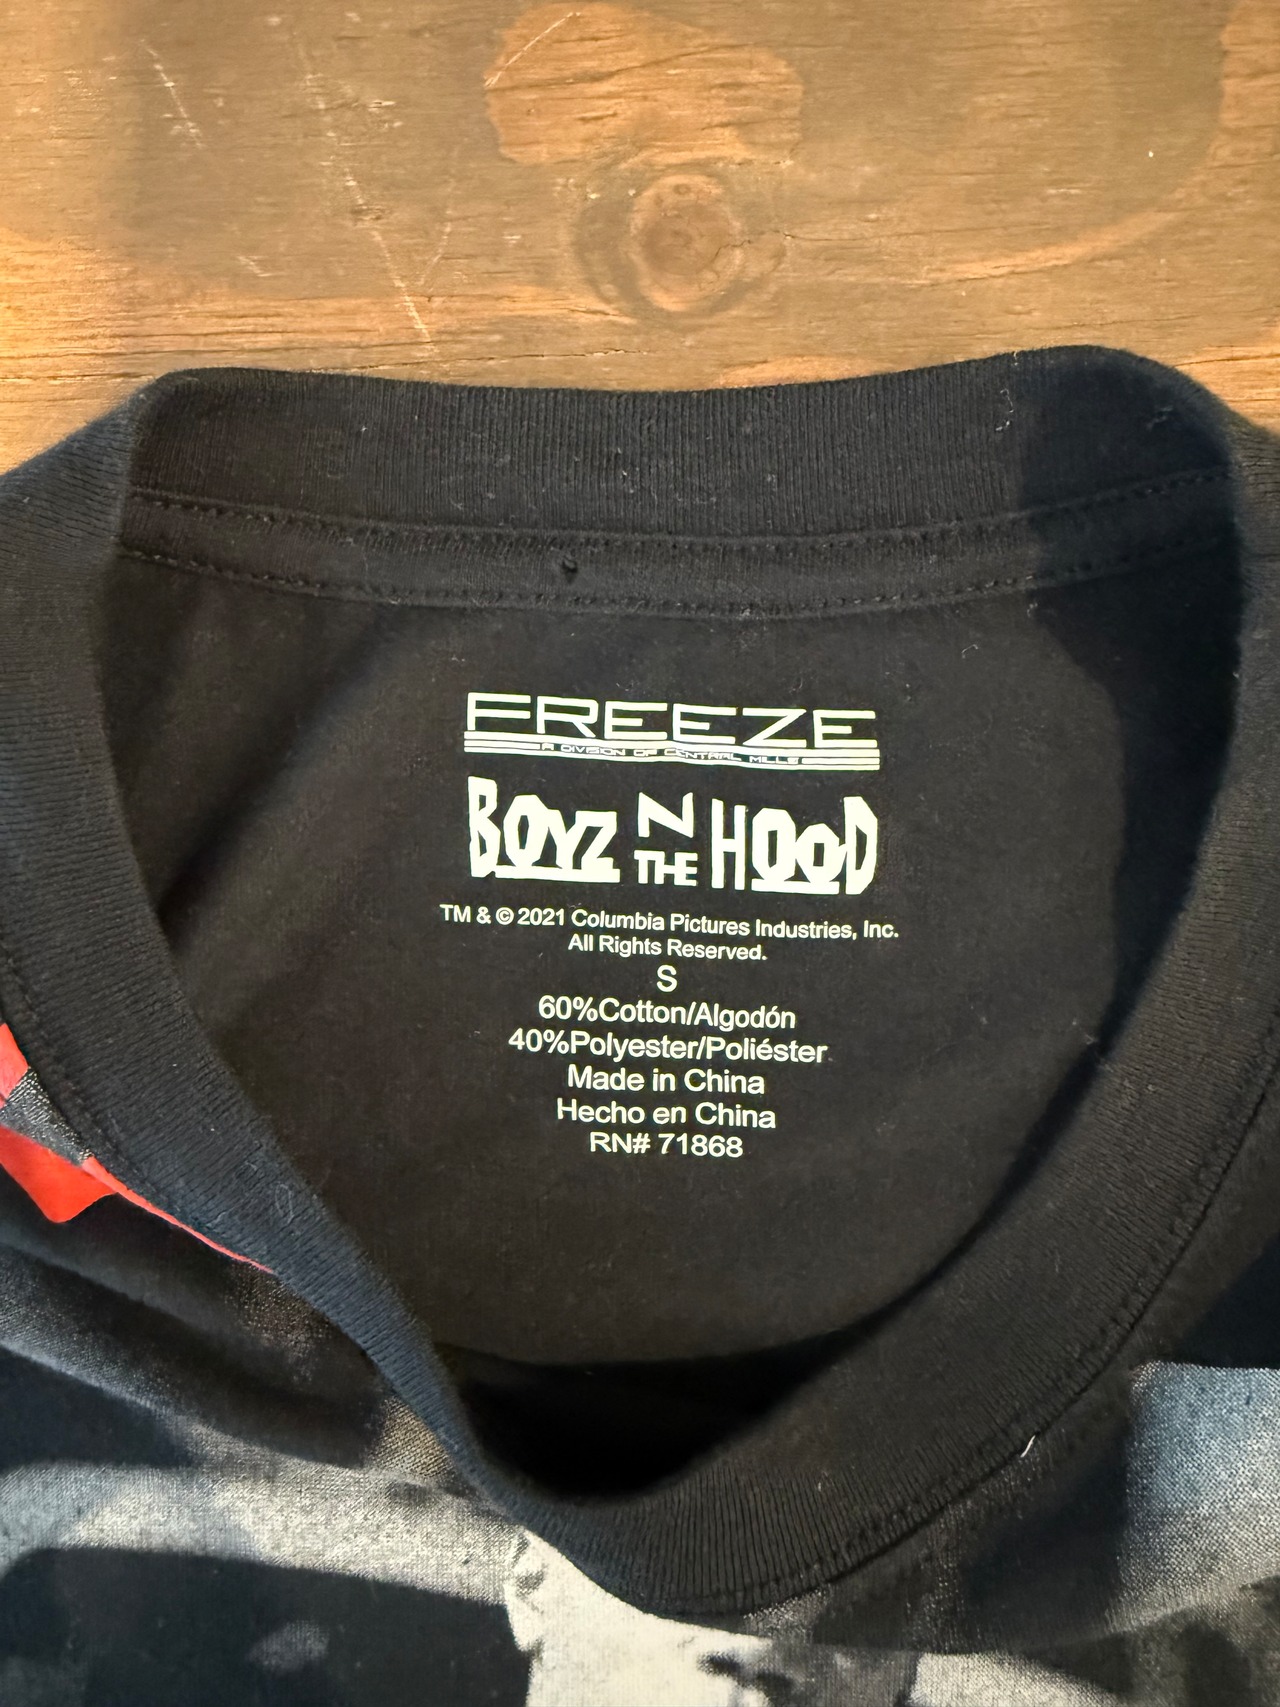 FREEZE
A DIVISION OF CENTRAL MILLS
BOYZ N THE HOOD
TM & © 2021 Columbia Pictures Industries, Inc.
All Rights Reserved.
S
60%Cotton/Algodón
40%Polyester/Poliéster
Made in China
Hecho en China
RN# 71868